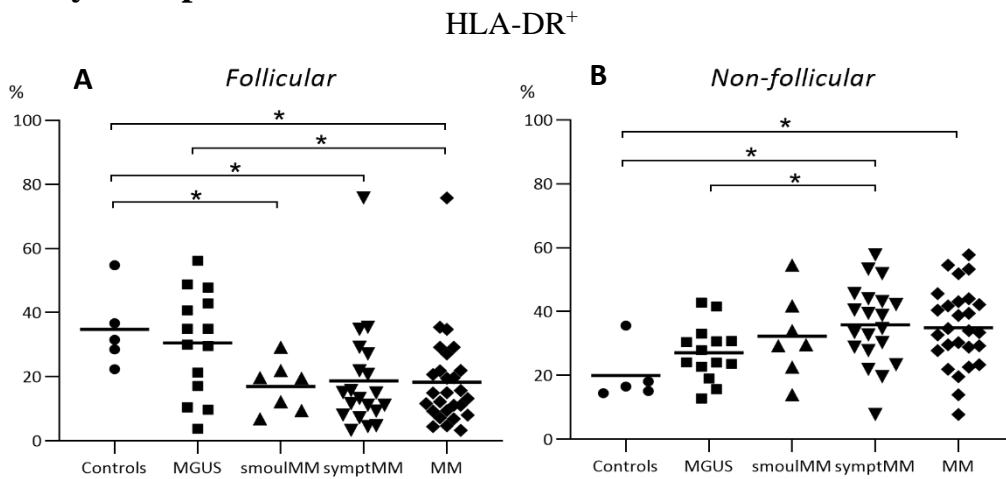 HLA-DR⁺
A Follicular
B Non-follicular
%
100
80
60
40
20
0
* * * *
Controls MGUS smoulMM symptMM MM
%
100
80
60
40
20
0
* * *
Controls MGUS smoulMM symptMM MM